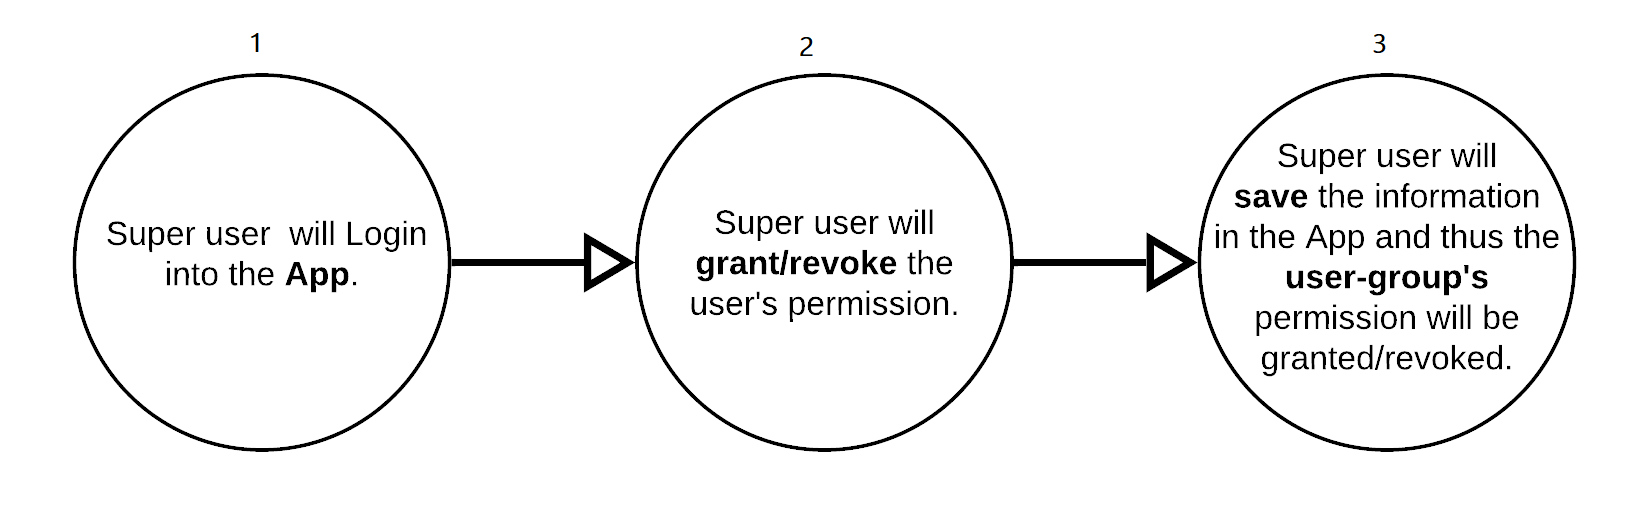 1
Super user  will Login
into the App.
2
Super user will
grant/revoke the
user's permission.
3
Super user will
save the information
in the App and thus the
user-group's
permission will be
granted/revoked.